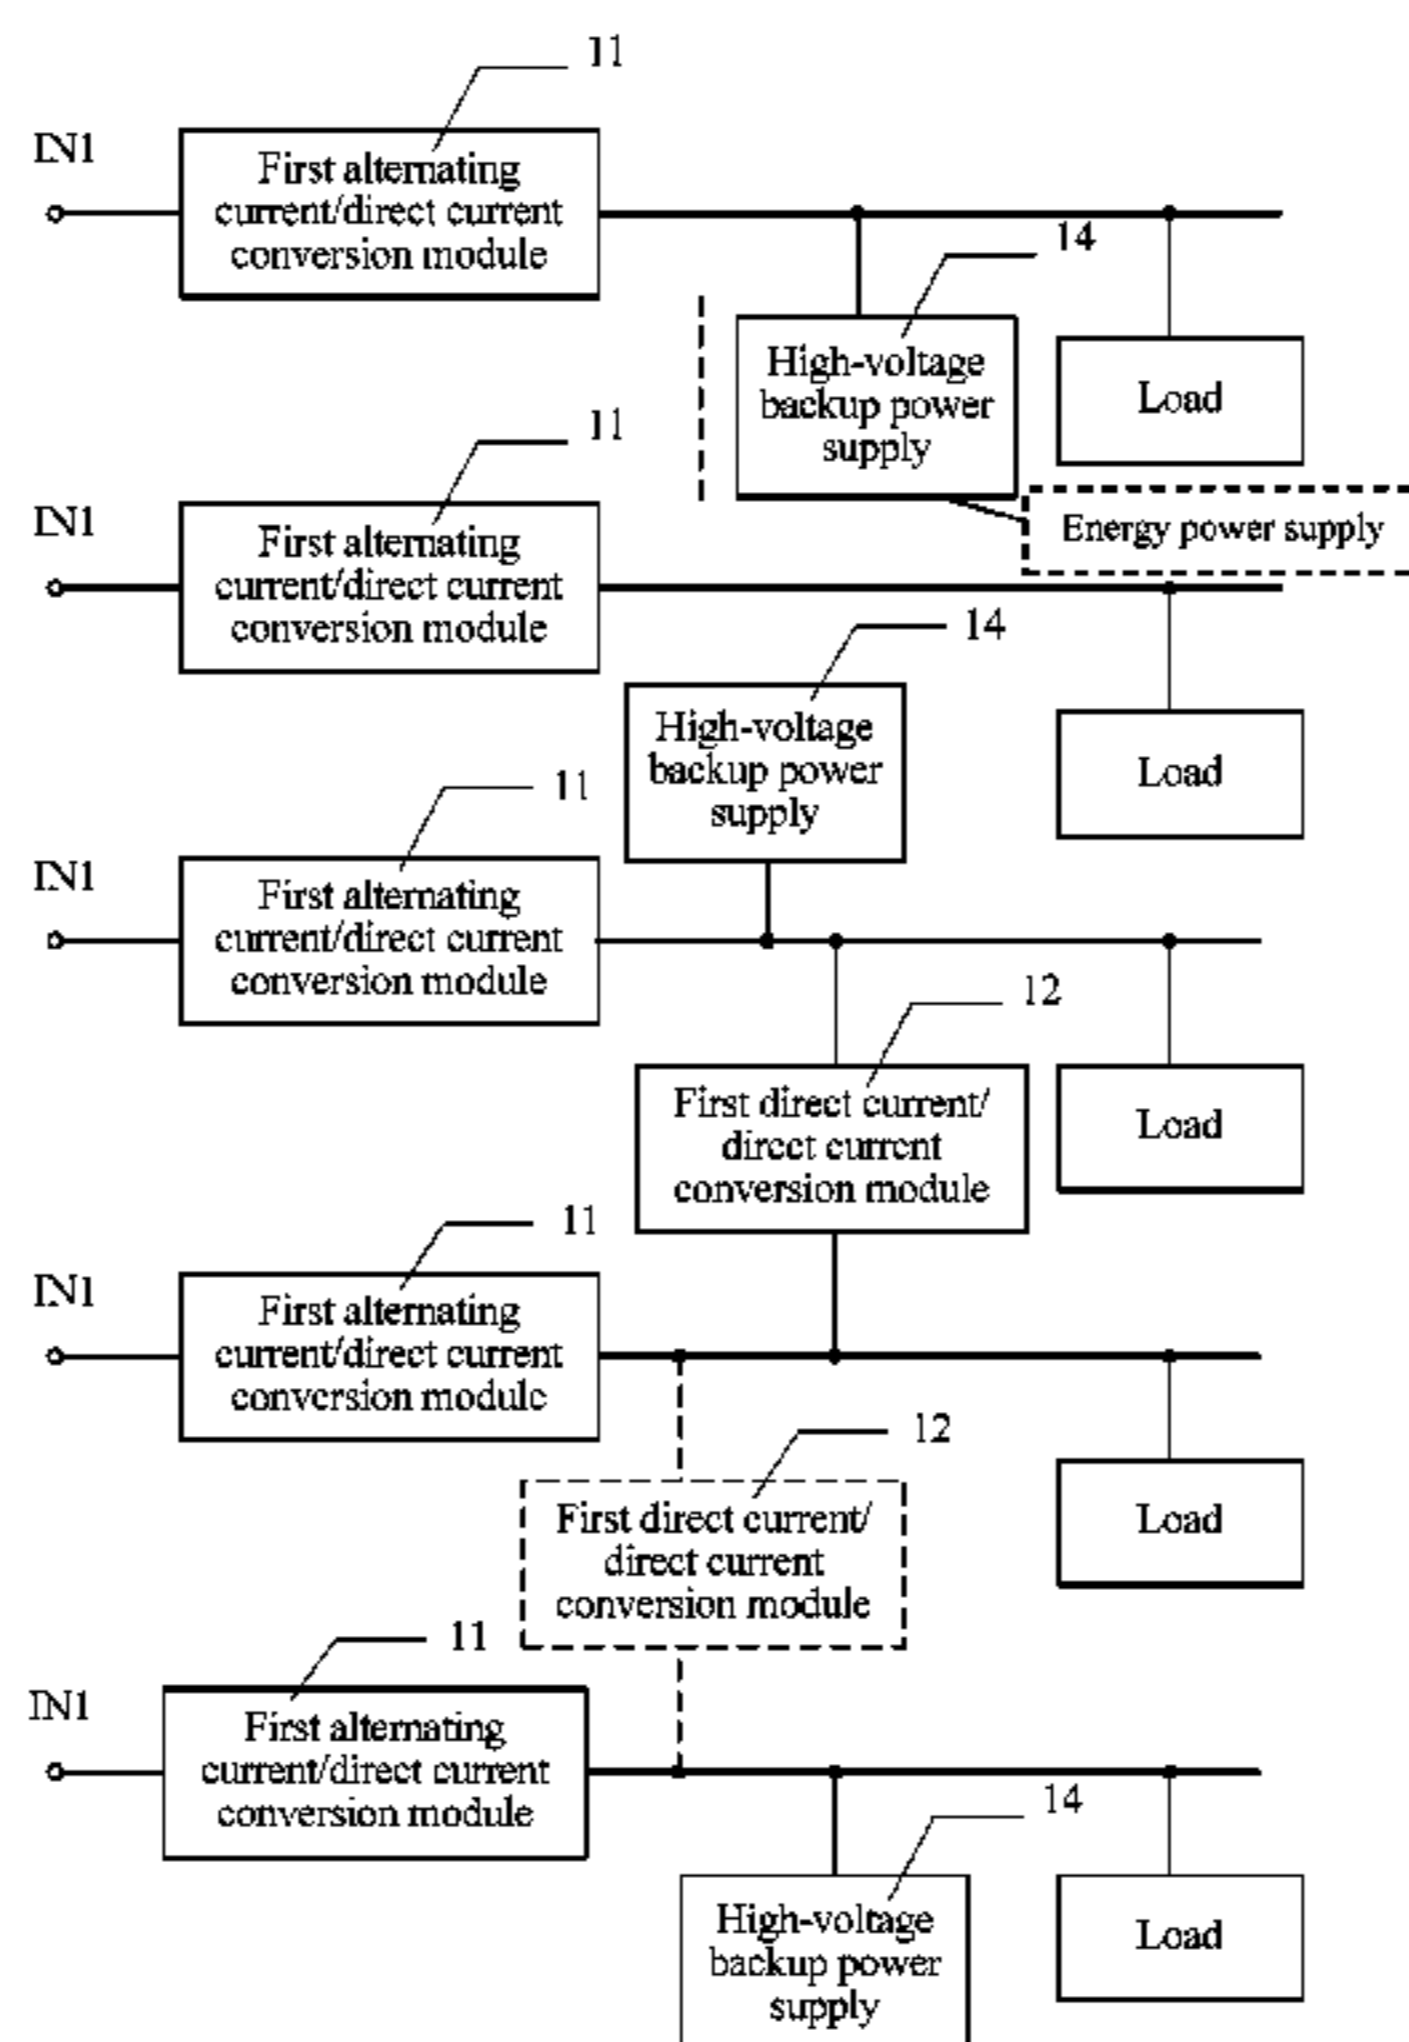 11
IN1
First alternating
current/direct current
conversion module
14
High-voltage
backup power
supply
Load
11
IN1
First alternating
current/direct current
conversion module
Energy power supply
14
High-voltage
backup power
supply
Load
11
IN1
First alternating
current/direct current
conversion module
12
First direct current/
direct current
conversion module
Load
11
IN1
First alternating
current/direct current
conversion module
12
First direct current/
direct current
conversion module
Load
11
IN1
First alternating
current/direct current
conversion module
14
High-voltage
backup power
supply
Load